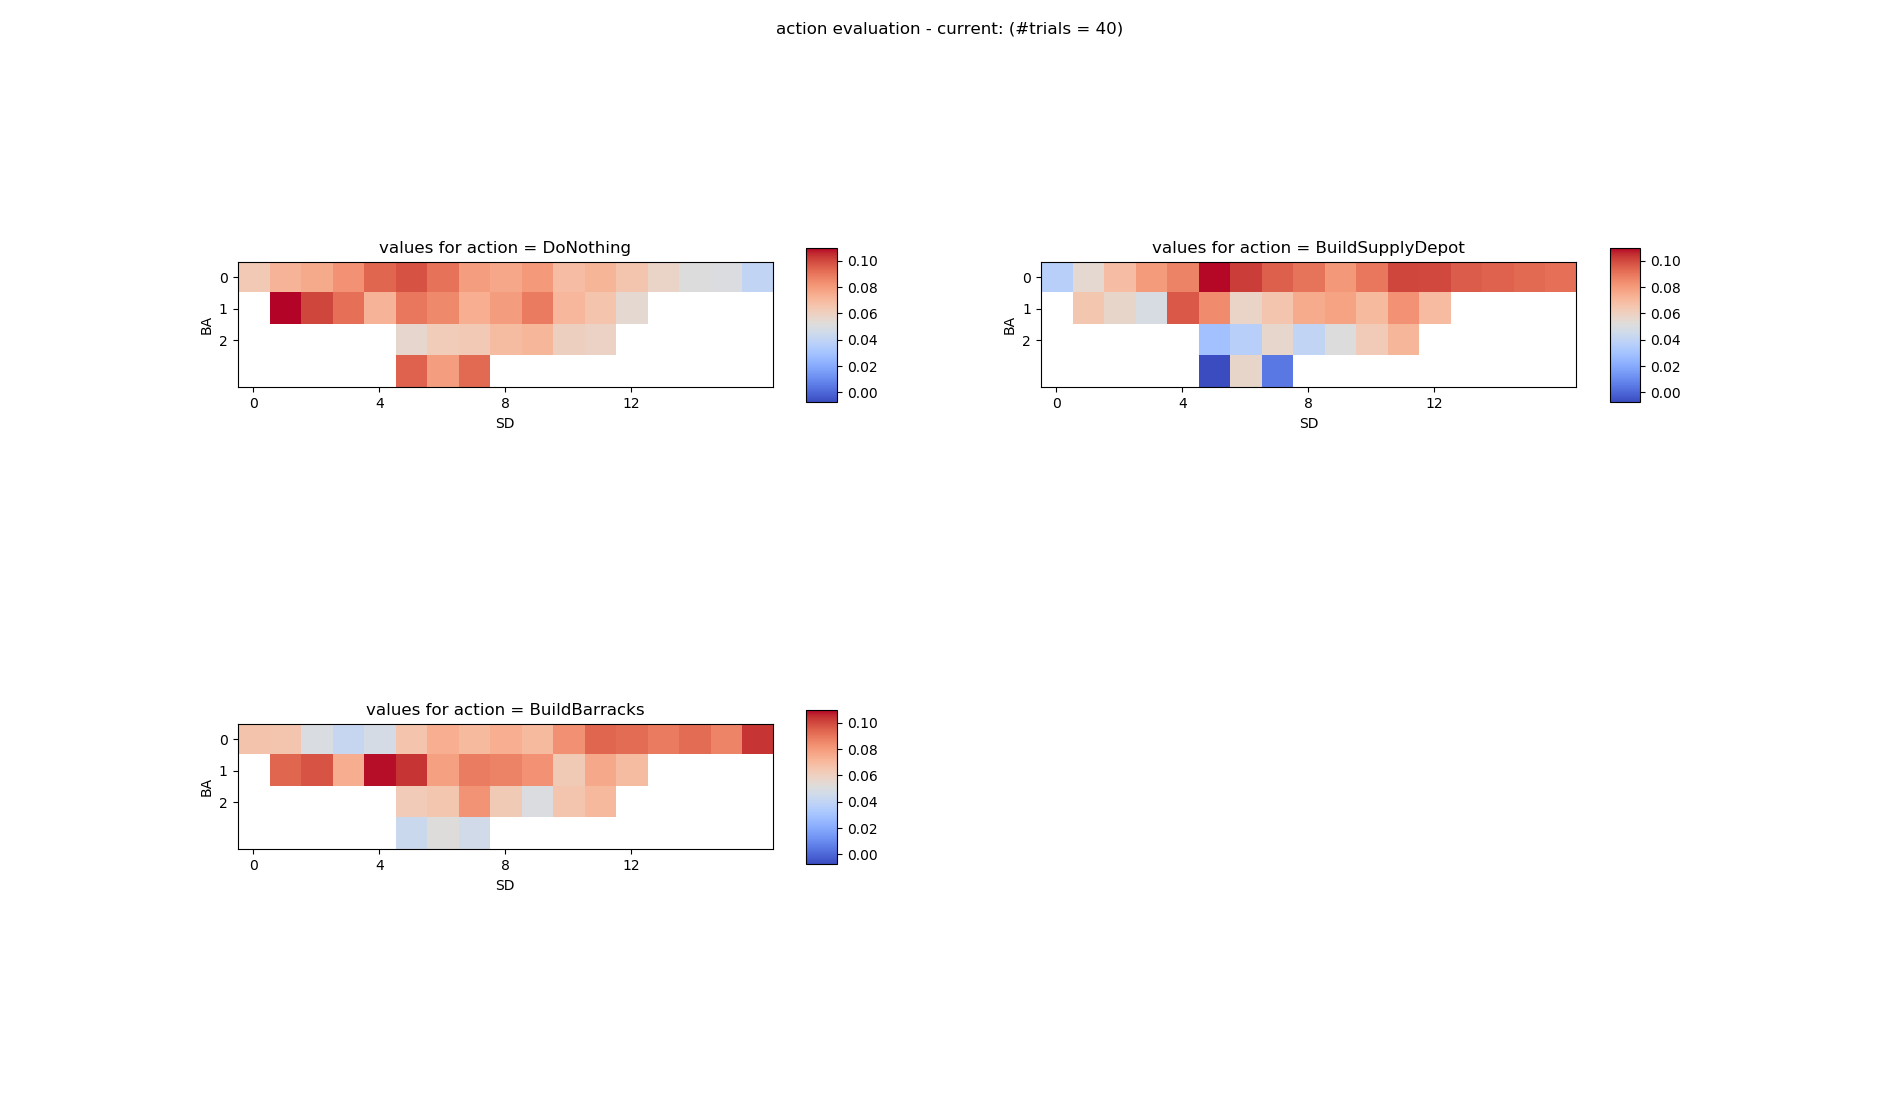 action evaluation - current: (#trials = 40)
values for action = DoNothing
0
1
2
BA
0 4 8 12
SD
0.10
0.08
0.06
0.04
0.02
0.00
values for action = BuildSupplyDepot
0
1
2
BA
0 4 8 12
SD
0.10
0.08
0.06
0.04
0.02
0.00
values for action = BuildBarracks
0
1
2
BA
0 4 8 12
SD
0.10
0.08
0.06
0.04
0.02
0.00